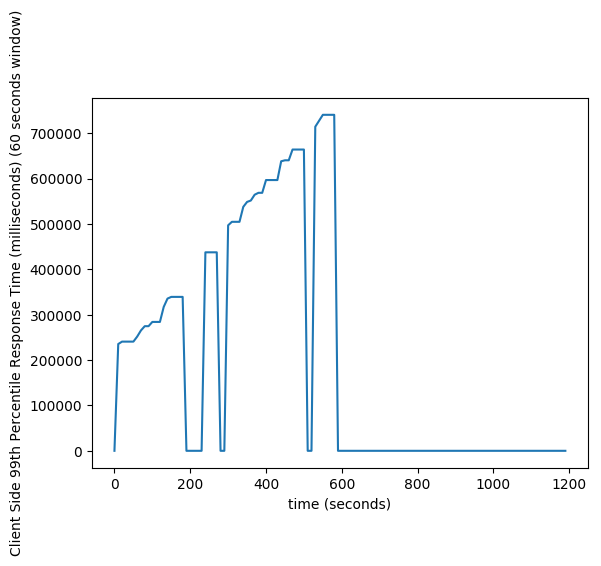 Client Side 99th Percentile Response Time (milliseconds) (60 seconds window)
700000
600000
500000
400000
300000
200000
100000
0
0 200 400 600 800 1000 1200
time (seconds)